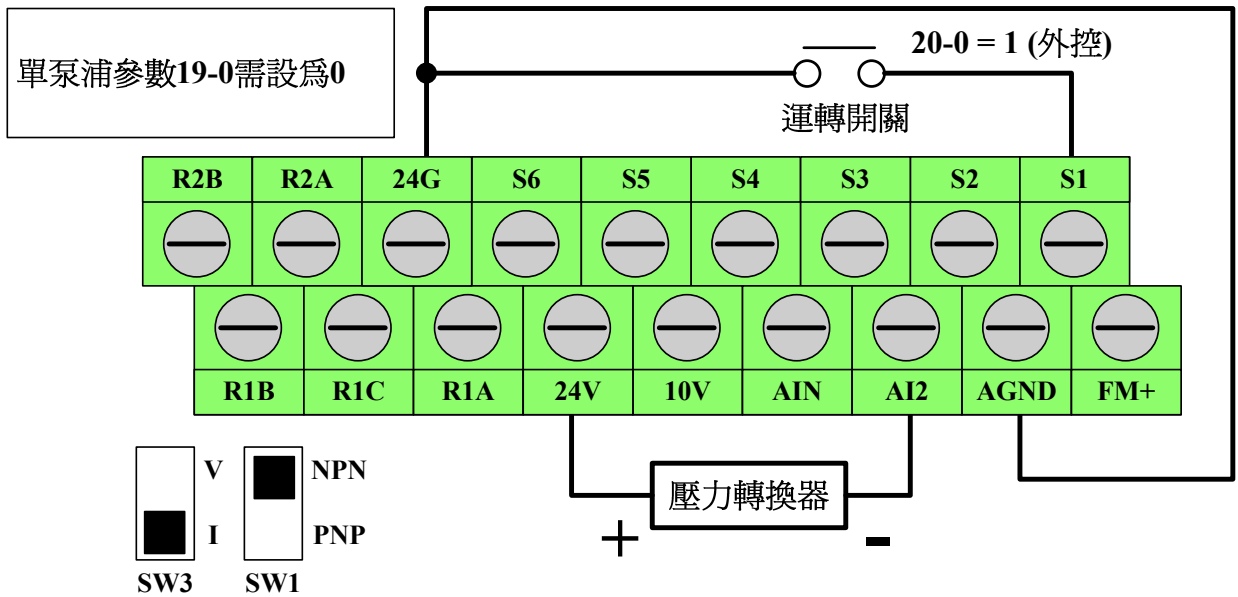 單泵浦參數19-0需設爲0
20-0 = 1 (外控)
運轉開關
R2B R2A 24G S6 S5 S4 S3 S2 S1
R1B R1C R1A 24V 10V AIN AI2 AGND FM+
V NPN
壓力轉換器
I PNP
+ -
SW3 SW1